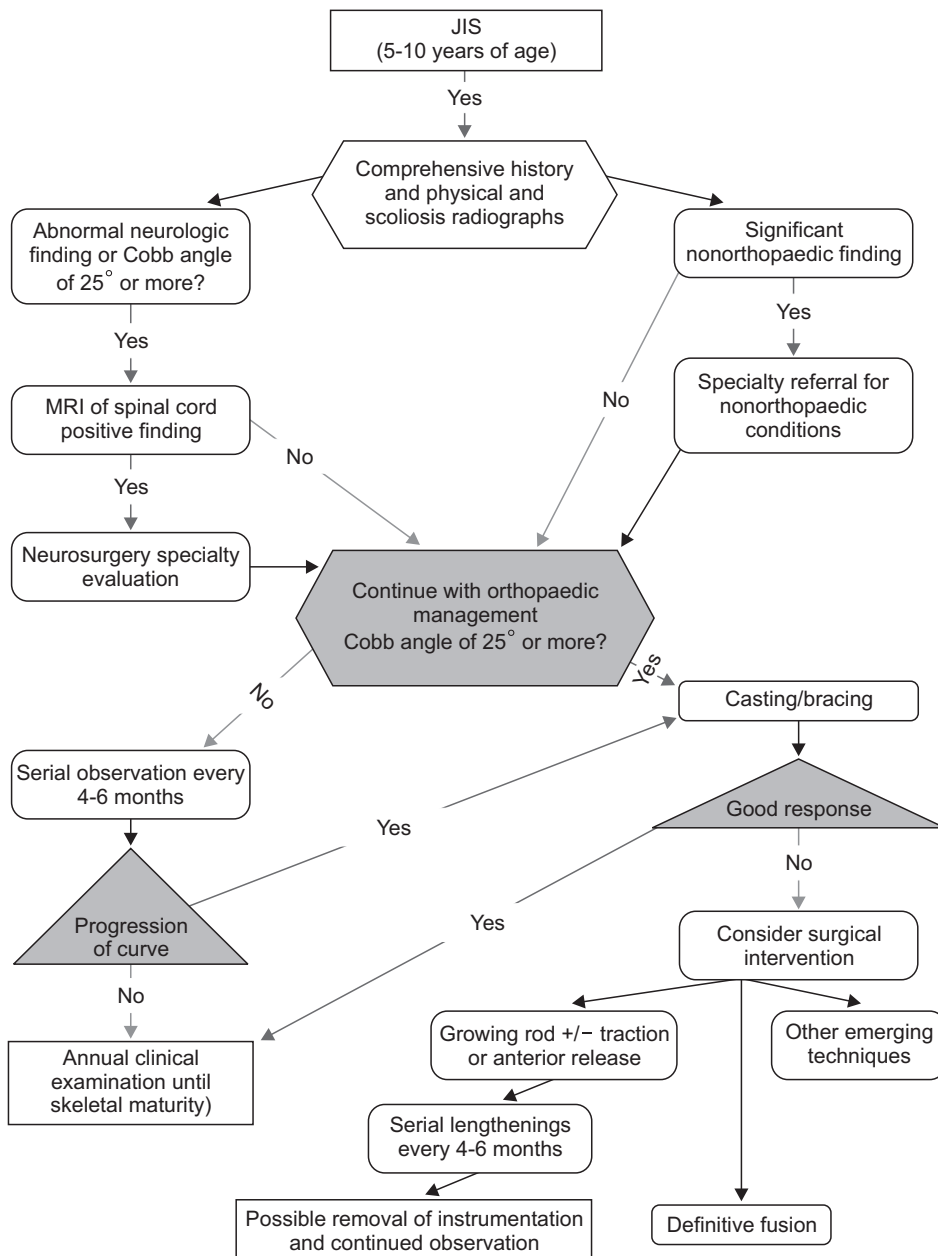 JIS
(5-10 years of age)
Yes
Comprehensive history
and physical and
scoliosis radiographs
Abnormal neurologic
finding or Cobb angle
of 25° or more?
Significant
nonorthopaedic finding
Yes
Yes
No
MRI of spinal cord
positive finding
Specialty referral for
nonorthopaedic
conditions
No
Yes
Neurosurgery specialty
evaluation
Continue with orthopaedic
management
Cobb angle of 25° or more?
No
Yes
Casting/bracing
Serial observation every
4-6 months
Good response
Yes
No
Progression
of curve
Yes
Consider surgical
intervention
No
Growing rod +/− traction
or anterior release
Other emerging
techniques
Annual clinical
examination until
skeletal maturity)
Serial lengthenings
every 4-6 months
Possible removal of instrumentation
and continued observation
Definitive fusion